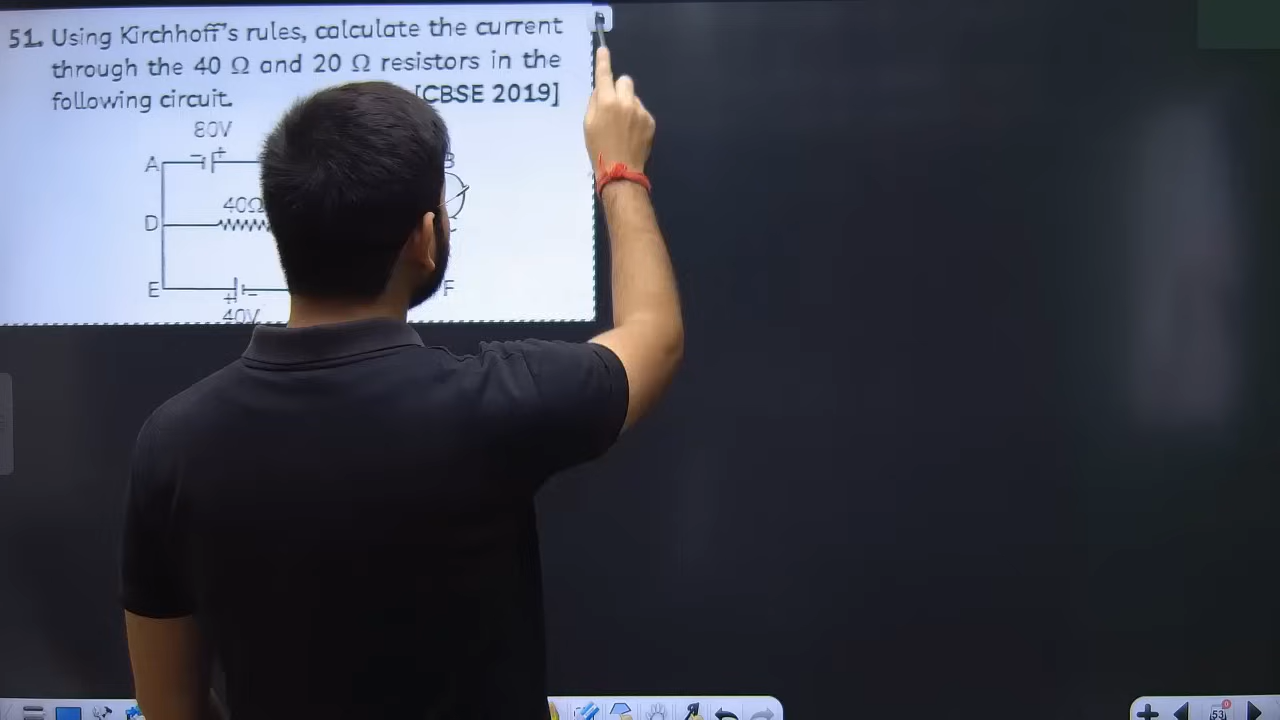 51. Using Kirchhoff's rules, calculate the current
through the 40 Ω and 20 Ω resistors in the
following circuit.
[CBSE 2019]
80V
- +
A B
40Ω
D
E F
+ -
40V
53